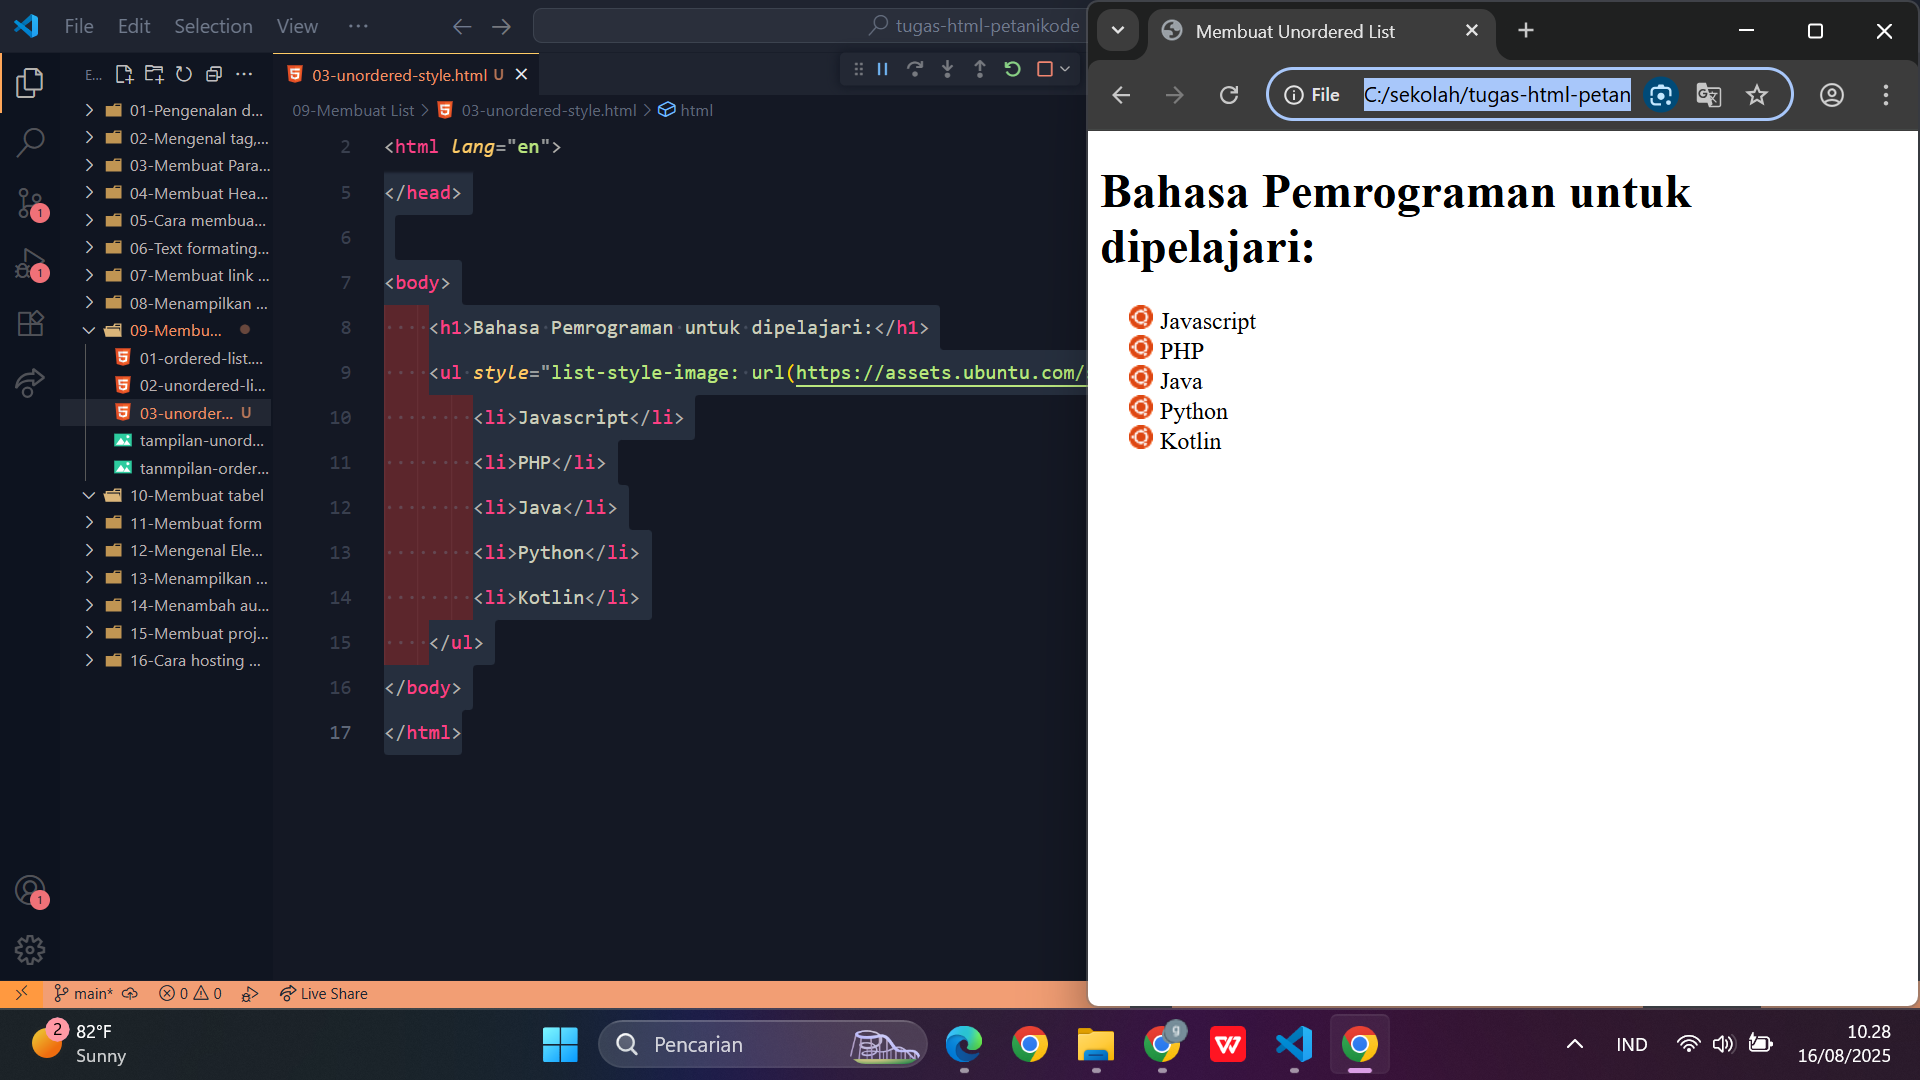 File Edit Selection View ···
tugas-html-petanikode
E...
01-Pengenalan d...
02-Mengenal tag,...
03-Membuat Para...
04-Membuat Hea...
05-Cara membua...
06-Text formating...
07-Membuat link ...
08-Menampilkan ...
09-Membu...
01-ordered-list....
02-unordered-li...
03-unorder... U
tampilan-unord...
tanmpilan-order...
10-Membuat tabel
11-Membuat form
12-Mengenal Ele...
13-Menampilkan ...
14-Menambah au...
15-Membuat proj...
16-Cara hosting ...
1
1
1
03-unordered-style.html U
09-Membuat List > 03-unordered-style.html > html
2 <html lang="en">
5 </head>
6
7 <body>
8 <h1>Bahasa Pemrograman untuk dipelajari:</h1>
9 <ul style="list-style-image: url(https://assets.ubuntu.com/
10 <li>Javascript</li>
11 <li>PHP</li>
12 <li>Java</li>
13 <li>Python</li>
14 <li>Kotlin</li>
15 </ul>
16 </body>
17 </html>
main* 0 0 Live Share
Membuat Unordered List
File C:/sekolah/tugas-html-petan
Bahasa Pemrograman untuk
dipelajari:
Javascript
PHP
Java
Python
Kotlin
2
82°F
Sunny
Pencarian
g
W
IND
10.28
16/08/2025